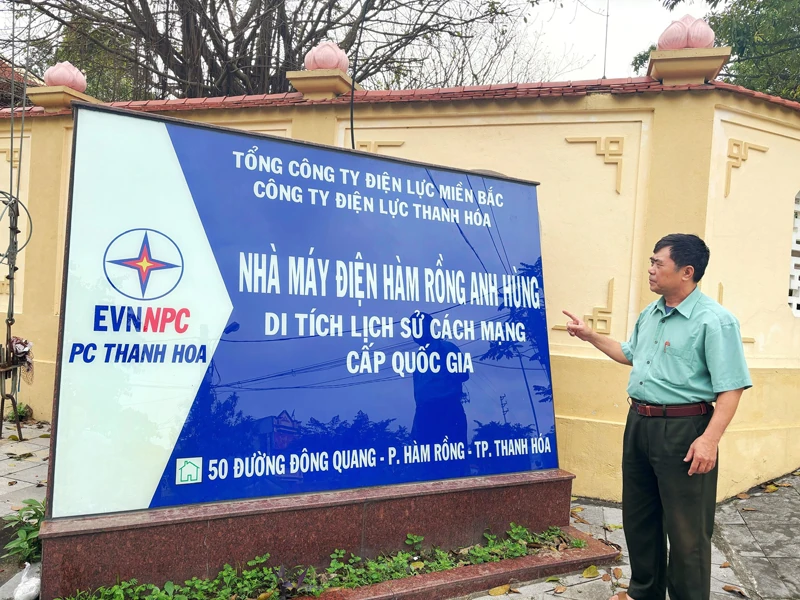 TỔNG CÔNG TY ĐIỆN LỰC MIỀN BẮC
CÔNG TY ĐIỆN LỰC THANH HÓA
NHÀ MÁY ĐIỆN HÀM RỒNG ANH HÙNG
DI TÍCH LỊCH SỬ CÁCH MẠNG
CẤP QUỐC GIA
EVNNPC
PC THANH HOA
50 ĐƯỜNG ĐÔNG QUANG - P. HÀM RỒNG - TP. THANH HÓA